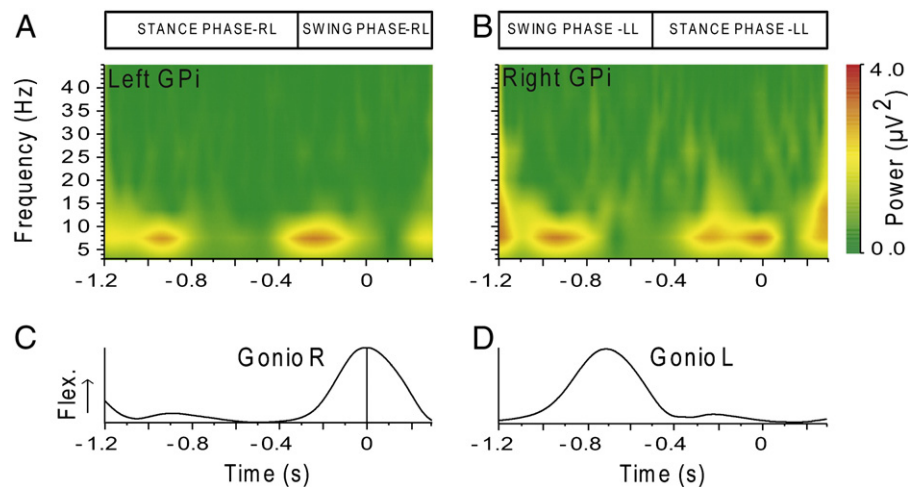 A
STANCE PHASE-RL
SWING PHASE-RL
B
SWING PHASE -LL
STANCE PHASE-LL
Left GPi
Right GPi
Frequency (Hz)
40
35
30
25
20
15
10
5
-1.2 -0.8 -0.4 0
-1.2 -0.8 -0.4 0
4.0
0.0
Power (µV²)
C
Gonio R
Flex.
-1.2 -0.8 -0.4 0
Time (s)
D
Gonio L
-1.2 -0.8 -0.4 0
Time (s)